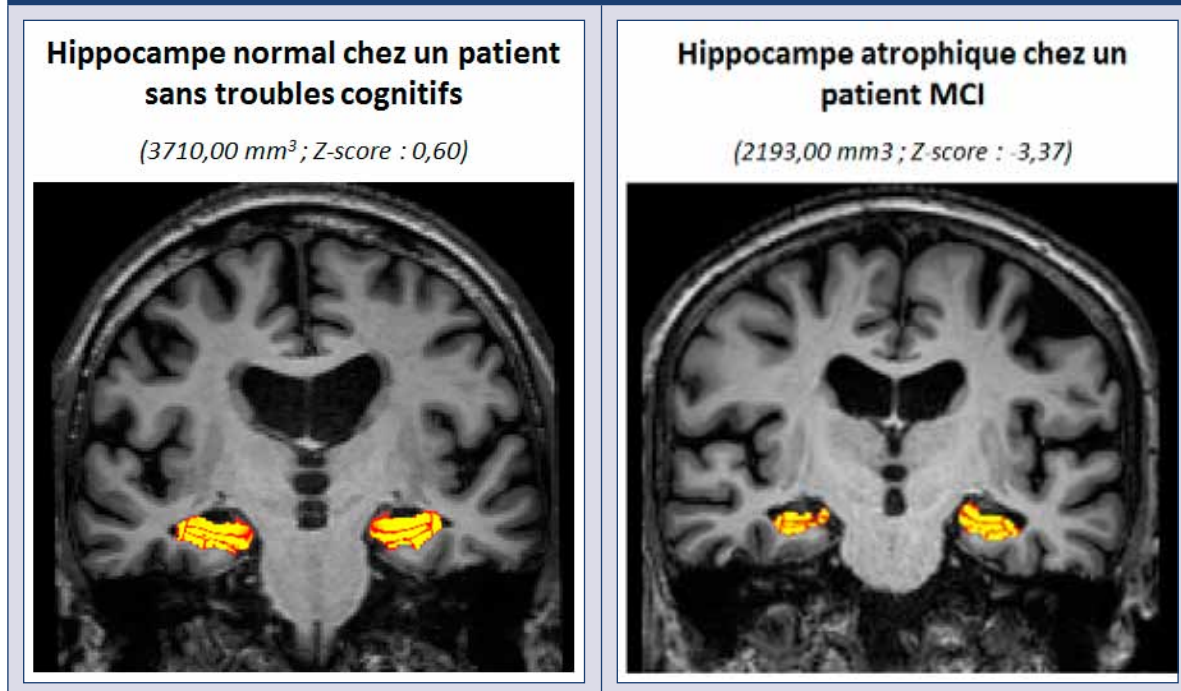 Hippocampe normal chez un patient
sans troubles cognitifs
(3710,00 mm³ ; Z-score : 0,60)
Hippocampe atrophique chez un
patient MCI
(2193,00 mm3 ; Z-score : -3,37)